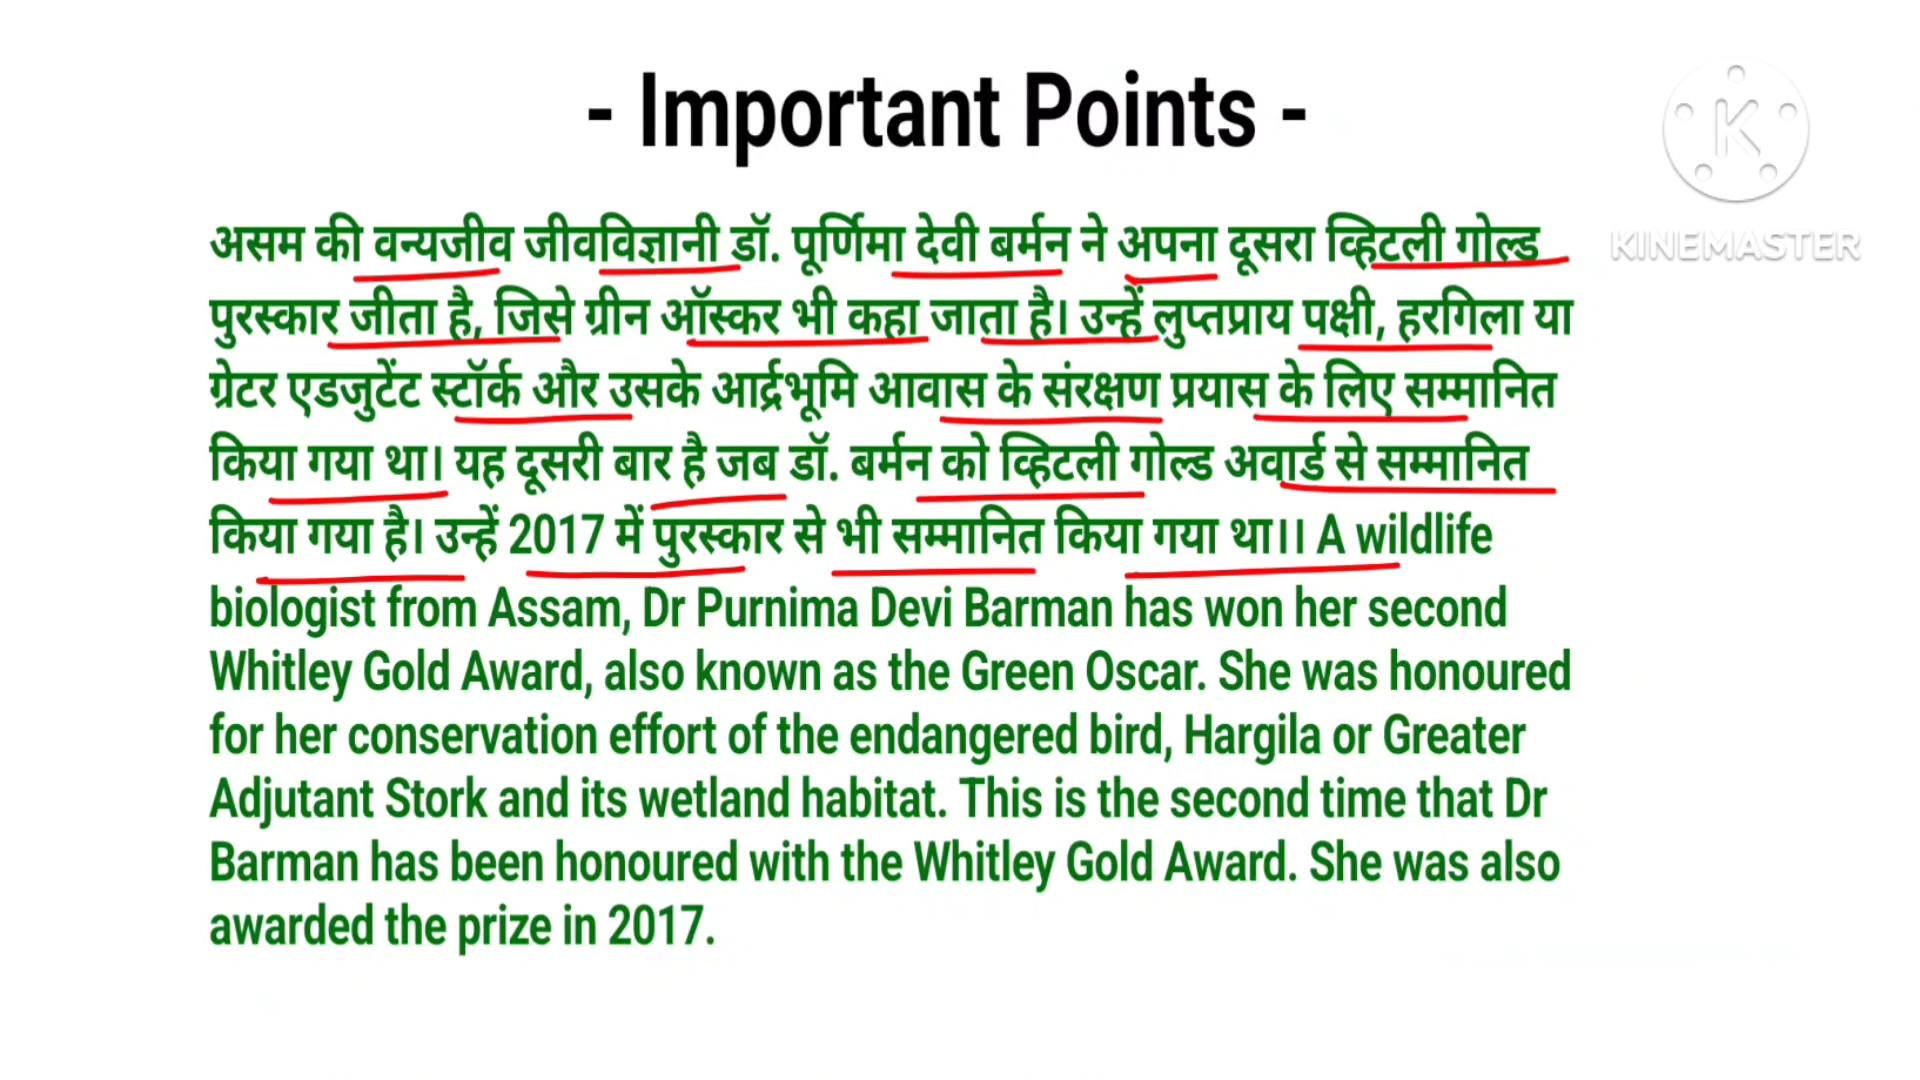 - Important Points -
KINEMASTER
असम की वन्यजीव जीवविज्ञानी डॉ. पूर्णिमा देवी बर्मन ने अपना दूसरा व्हिटली गोल्ड
पुरस्कार जीता है, जिसे ग्रीन ऑस्कर भी कहा जाता है। उन्हें लुप्तप्राय पक्षी, हरगिला या
ग्रेटर एडजुटेंट स्टॉर्क और उसके आर्द्रभूमि आवास के संरक्षण प्रयास के लिए सम्मानित
किया गया था। यह दूसरी बार है जब डॉ. बर्मन को व्हिटली गोल्ड अवार्ड से सम्मानित
किया गया है। उन्हें 2017 में पुरस्कार से भी सम्मानित किया गया था।। A wildlife
biologist from Assam, Dr Purnima Devi Barman has won her second
Whitley Gold Award, also known as the Green Oscar. She was honoured
for her conservation effort of the endangered bird, Hargila or Greater
Adjutant Stork and its wetland habitat. This is the second time that Dr
Barman has been honoured with the Whitley Gold Award. She was also
awarded the prize in 2017.